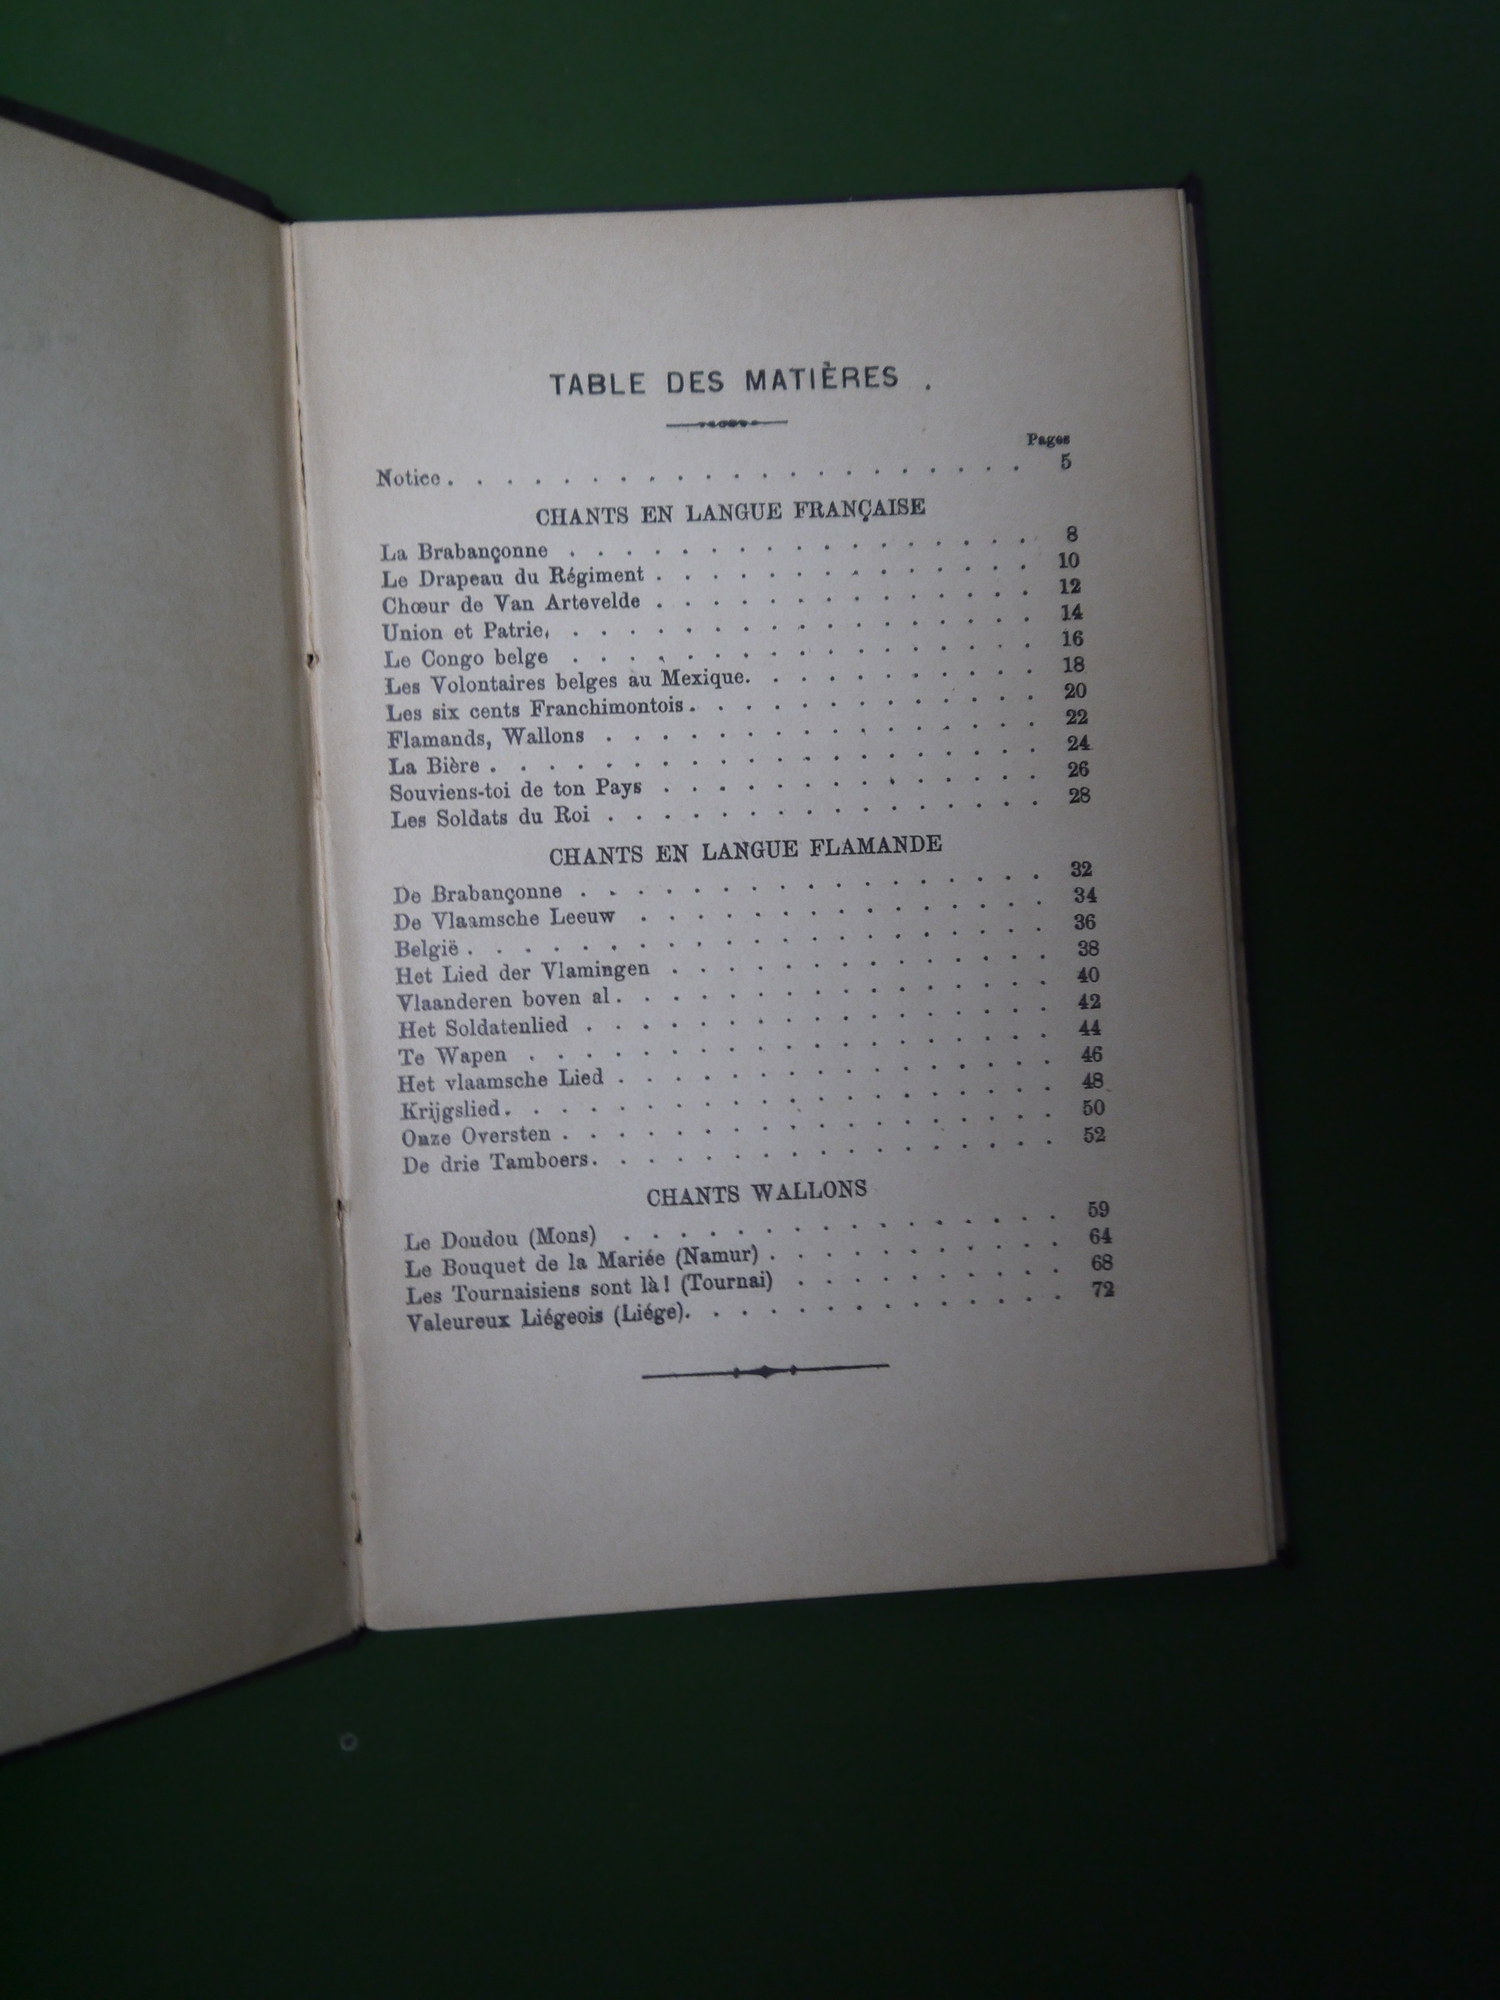 TABLE DES MATIÈRES .
Pages
Notice . . . . . . . . . . . . . . . . . . . . . 5
CHANTS EN LANGUE FRANÇAISE
La Brabançonne . . . . . . . . . . . . . . . . . 8
Le Drapeau du Régiment . . . . . . . . . . . . . . 10
Chœur de Van Artevelde . . . . . . . . . . . . . . 12
Union et Patrie. . . . . . . . . . . . . . . . . . 14
Le Congo belge . . . . . . . . . . . . . . . . . 16
Les Volontaires belges au Mexique. . . . . . . . . . . 18
Les six cents Franchimontois . . . . . . . . . . . . . 20
Flamands, Wallons . . . . . . . . . . . . . . . . 22
La Bière . . . . . . . . . . . . . . . . . . . . 24
Souviens-toi de ton Pays . . . . . . . . . . . . . . 26
Les Soldats du Roi . . . . . . . . . . . . . . . . 28
CHANTS EN LANGUE FLAMANDE
De Brabançonne . . . . . . . . . . . . . . . . . 32
De Vlaamsche Leeuw . . . . . . . . . . . . . . . 34
België . . . . . . . . . . . . . . . . . . . . . 36
Het Lied der Vlamingen . . . . . . . . . . . . . . 38
Vlaanderen boven al . . . . . . . . . . . . . . . . 40
Het Soldatenlied . . . . . . . . . . . . . . . . . 42
Te Wapen . . . . . . . . . . . . . . . . . . . 44
Het vlaamsche Lied . . . . . . . . . . . . . . . . 46
Krijgslied . . . . . . . . . . . . . . . . . . . . 48
Onze Oversten . . . . . . . . . . . . . . . . . . 50
De drie Tamboers. . . . . . . . . . . . . . . . . 52
CHANTS WALLONS
Le Doudou (Mons) . . . . . . . . . . . . . . . . 59
Le Bouquet de la Mariée (Namur) . . . . . . . . . . . 64
Les Tournaisiens sont là! (Tournai) . . . . . . . . . . 68
Valeureux Liégeois (Liége). . . . . . . . . . . . . . 72